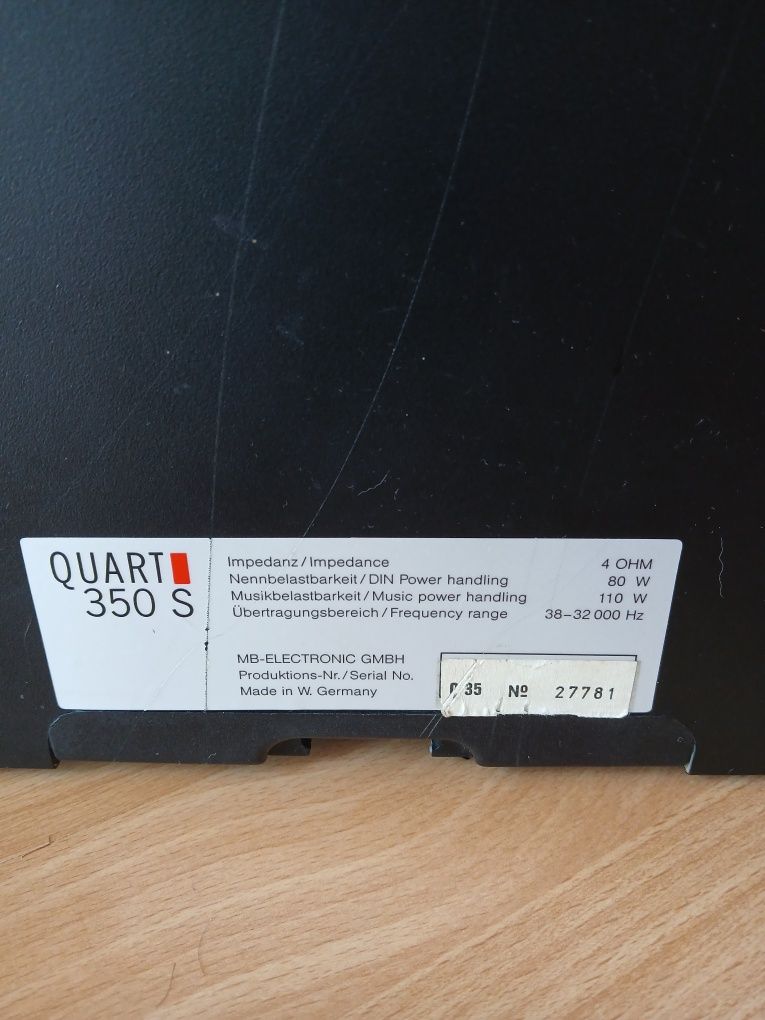 QUART
350 S
Impedanz / Impedance 4 OHM
Nennbelastbarkeit / DIN Power handling 80 W
Musikbelastbarkeit / Music power handling 110 W
Übertragungsbereich / Frequency range 38–32 000 Hz
MB-ELECTRONIC GMBH
Produktions-Nr. / Serial No.
Made in W. Germany
35 Nº 27781